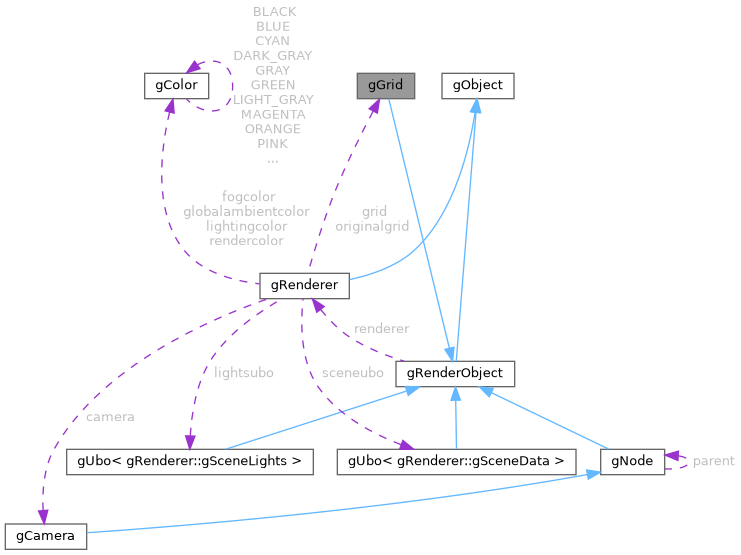 BLACK
BLUE
CYAN
DARK_GRAY
GRAY
GREEN
LIGHT_GRAY
MAGENTA
ORANGE
PINK
...
gColor
gGrid
gObject
fogcolor
globalambientcolor
lightingcolor
rendercolor
grid
originalgrid
gRenderer
renderer
lightsubo
sceneubo
gRenderObject
camera
gUbo< gRenderer::gSceneLights >
gUbo< gRenderer::gSceneData >
gNode
parent
gCamera